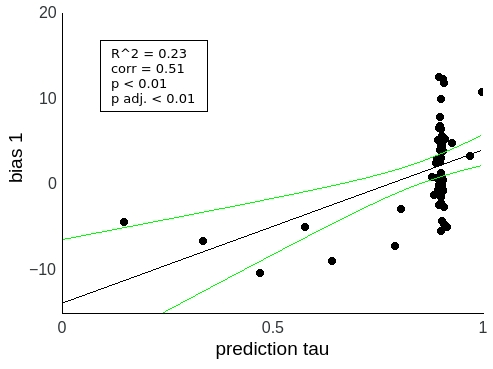 20
R^2 = 0.23
corr = 0.51
p < 0.01
p adj. < 0.01
10
bias 1
0
−10
0
0.5
1
prediction tau